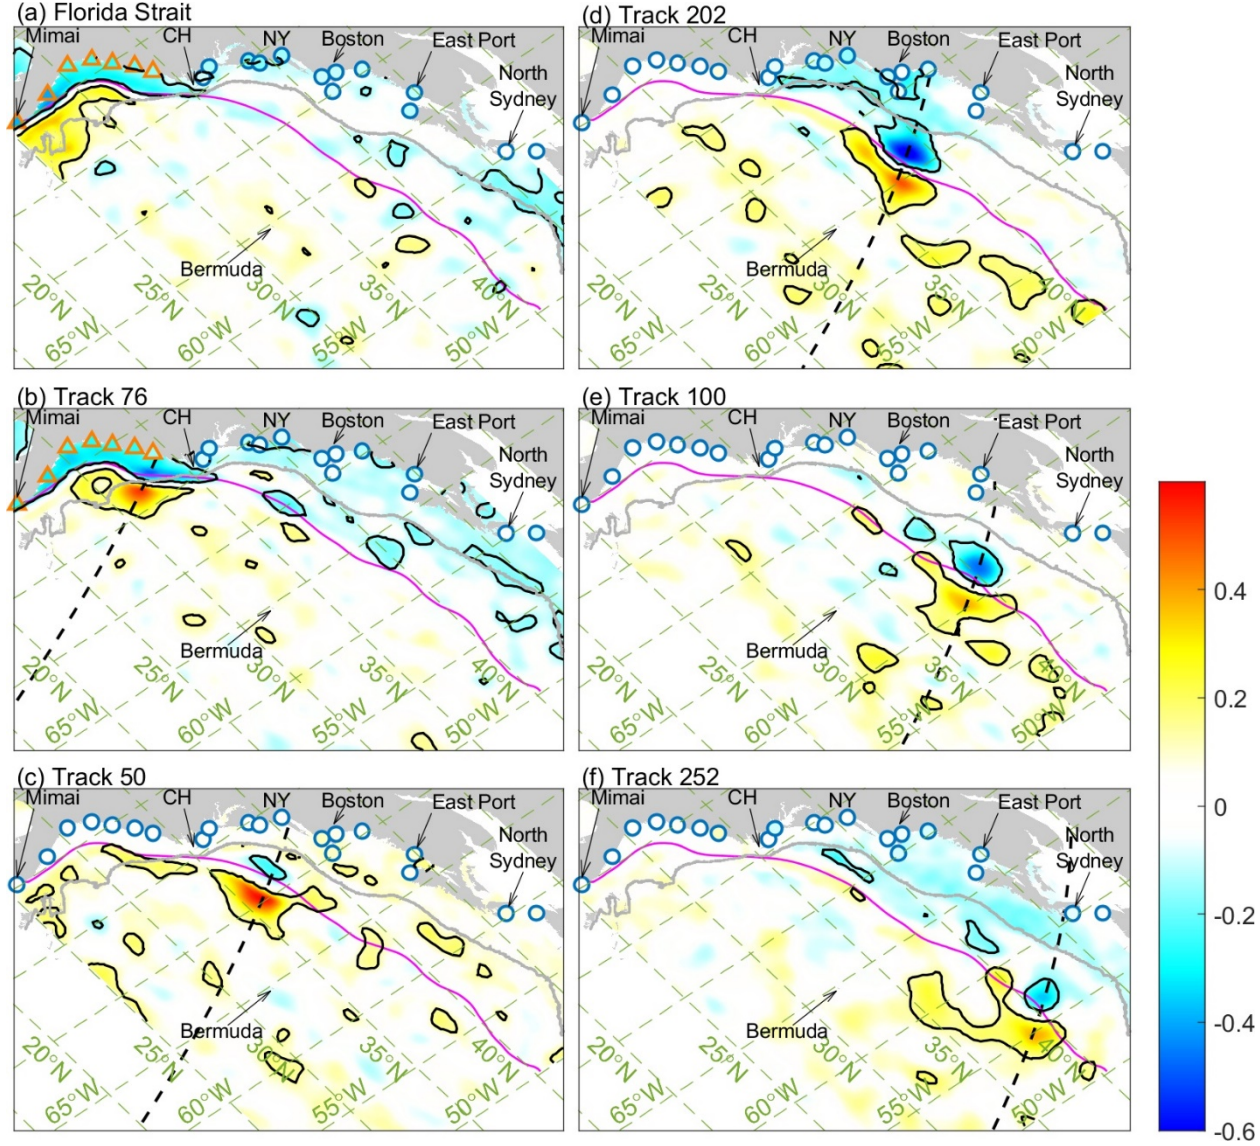 (a) Florida Strait
Mimai
CH
NY
Boston
East Port
North
Sydney
Bermuda
20°N
25°N
30°N
35°N
40°N
65°W
60°W
55°W
50°W
(d) Track 202
Mimai
CH
NY
Boston
East Port
North
Sydney
Bermuda
20°N
25°N
30°N
35°N
40°N
65°W
60°W
55°W
50°W
(b) Track 76
Mimai
CH
NY
Boston
East Port
North
Sydney
Bermuda
20°N
25°N
30°N
35°N
40°N
65°W
60°W
55°W
50°W
(e) Track 100
Mimai
CH
NY
Boston
East Port
North
Sydney
Bermuda
20°N
25°N
30°N
35°N
40°N
65°W
60°W
55°W
50°W
(c) Track 50
Mimai
CH
NY
Boston
East Port
North
Sydney
Bermuda
20°N
25°N
30°N
35°N
40°N
65°W
60°W
55°W
50°W
(f) Track 252
Mimai
CH
NY
Boston
East Port
North
Sydney
Bermuda
20°N
25°N
30°N
35°N
40°N
65°W
60°W
55°W
50°W
0.4
0.2
0
-0.2
-0.4
-0.6